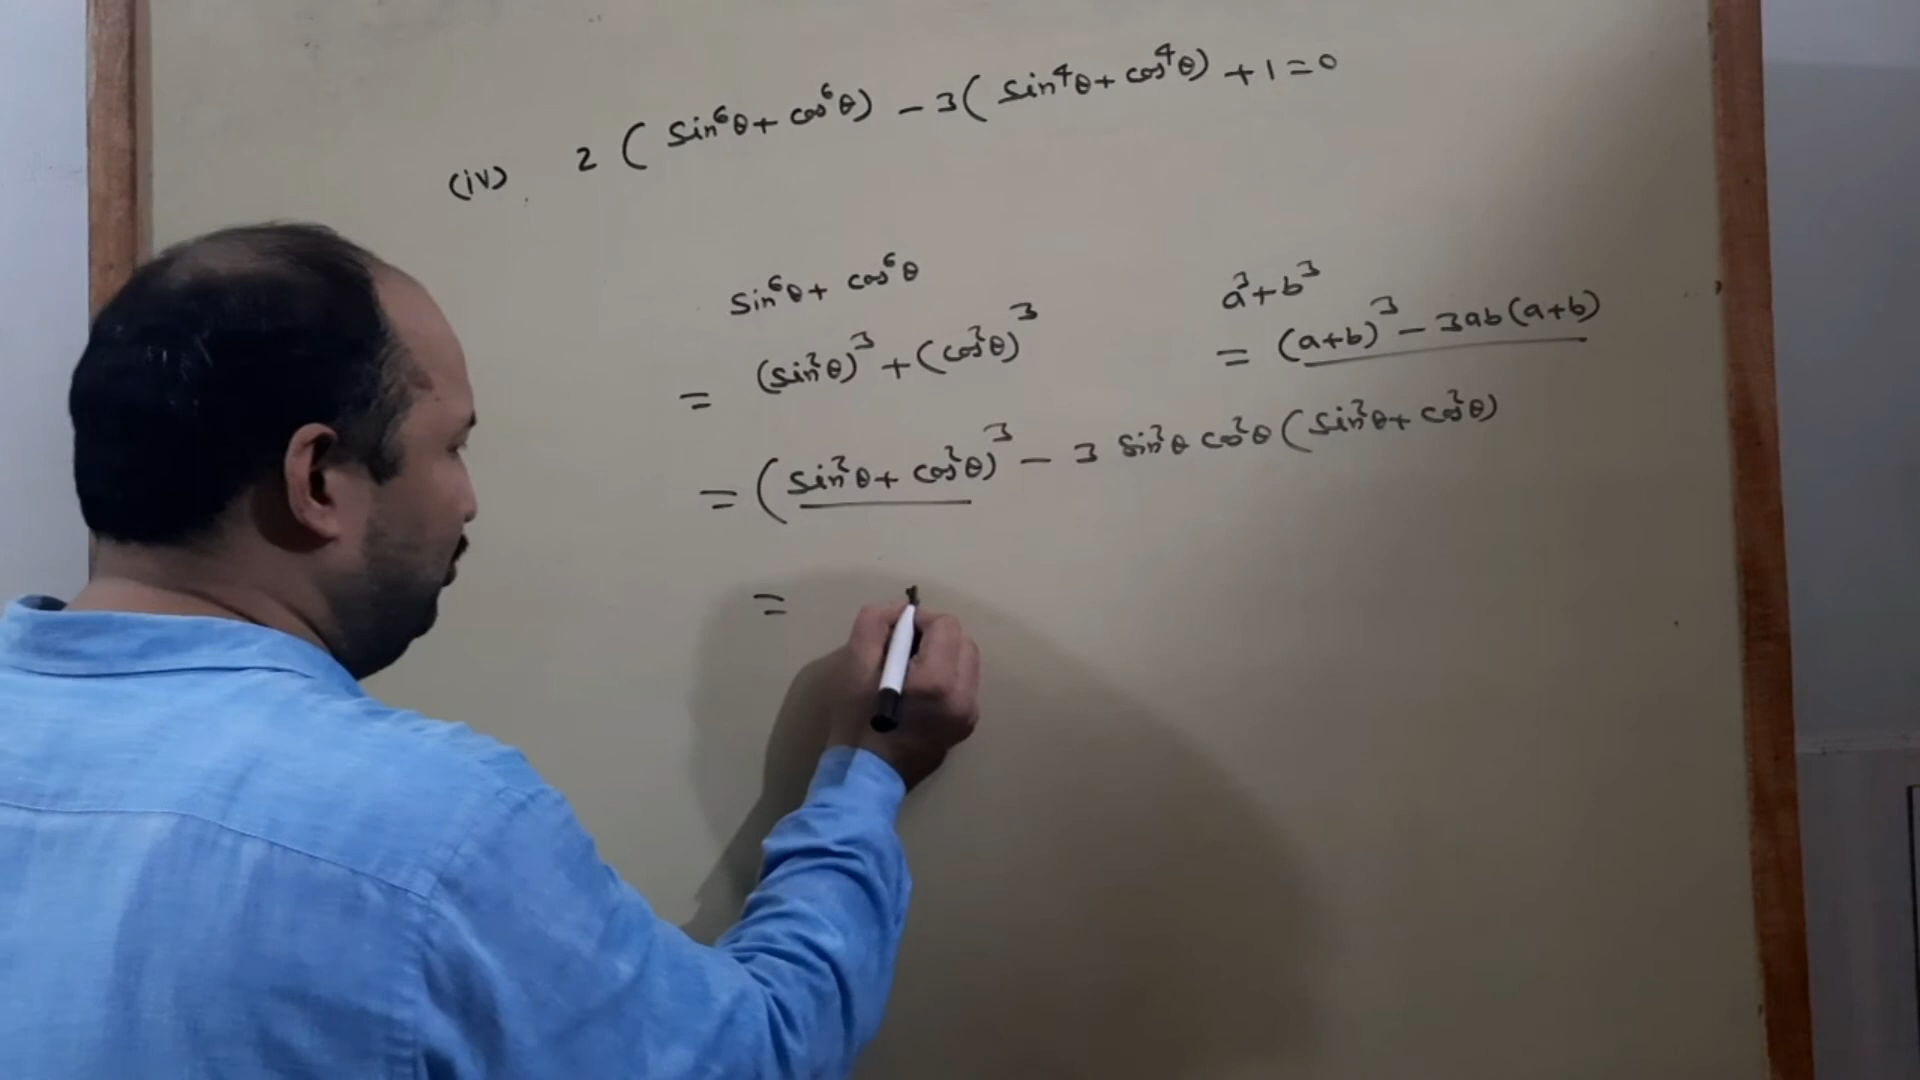 (iv) 2 ( sin⁶θ + cos⁶θ) - 3( sin⁴θ + cos⁴θ) + 1 = 0
sin⁶θ + cos⁶θ
= (sin²θ)³ + (cos²θ)³
= (sin²θ + cos²θ)³ - 3 sin²θ cos²θ (sin²θ + cos²θ)
=
a³ + b³
= (a+b)³ - 3ab(a+b)